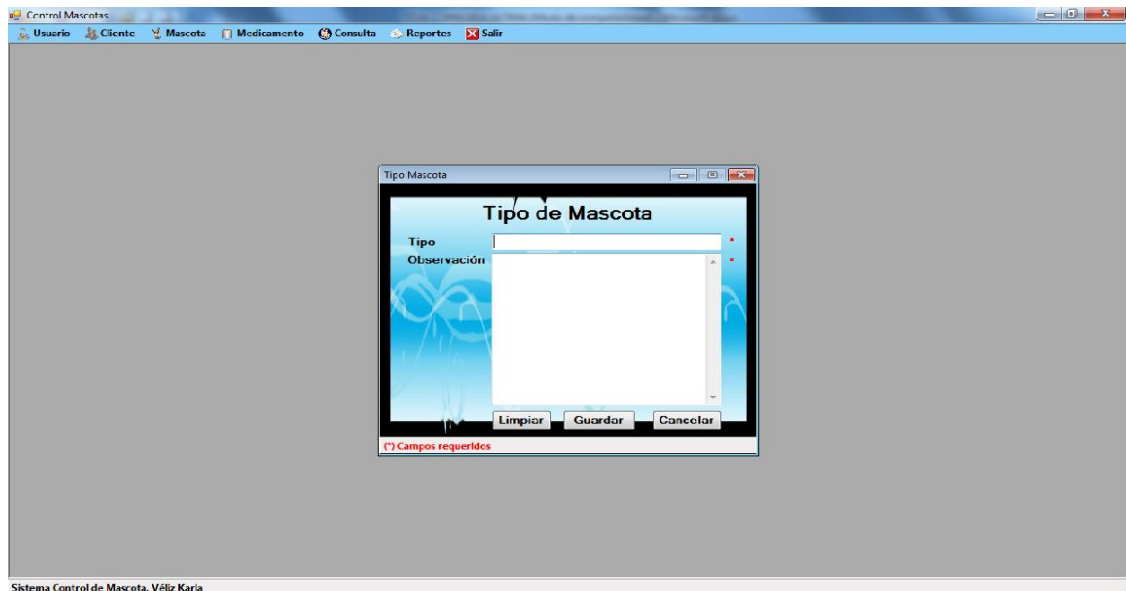 Control Mascotas
Usuario Cliente Mascota Medicamento Consulta Reportes Salir
Tipo Mascota
Tipo de Mascota
Tipo *
Observación *
Limpiar Guardar Cancelar
(*) Campos requeridos
Sistema Control de Mascota, Véliz Karla